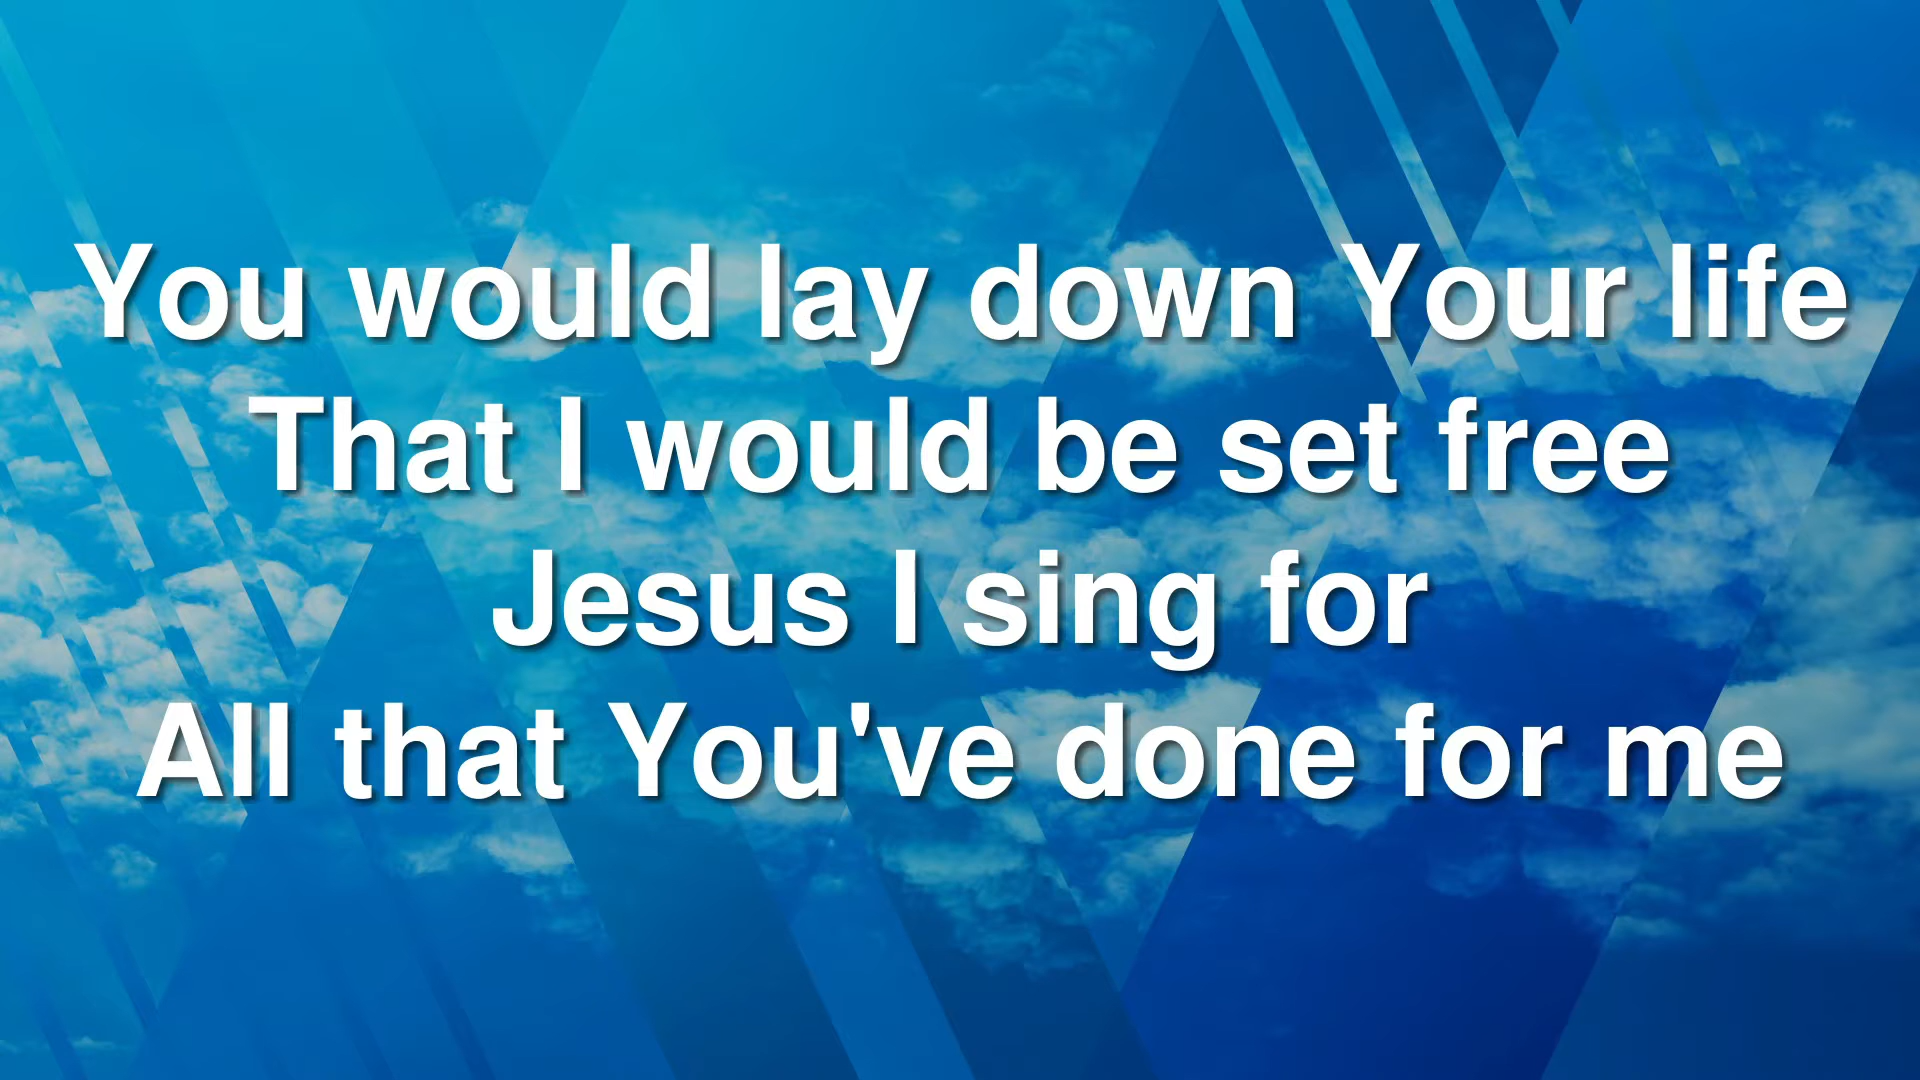 You would lay down Your life
That I would be set free
Jesus I sing for
All that You've done for me